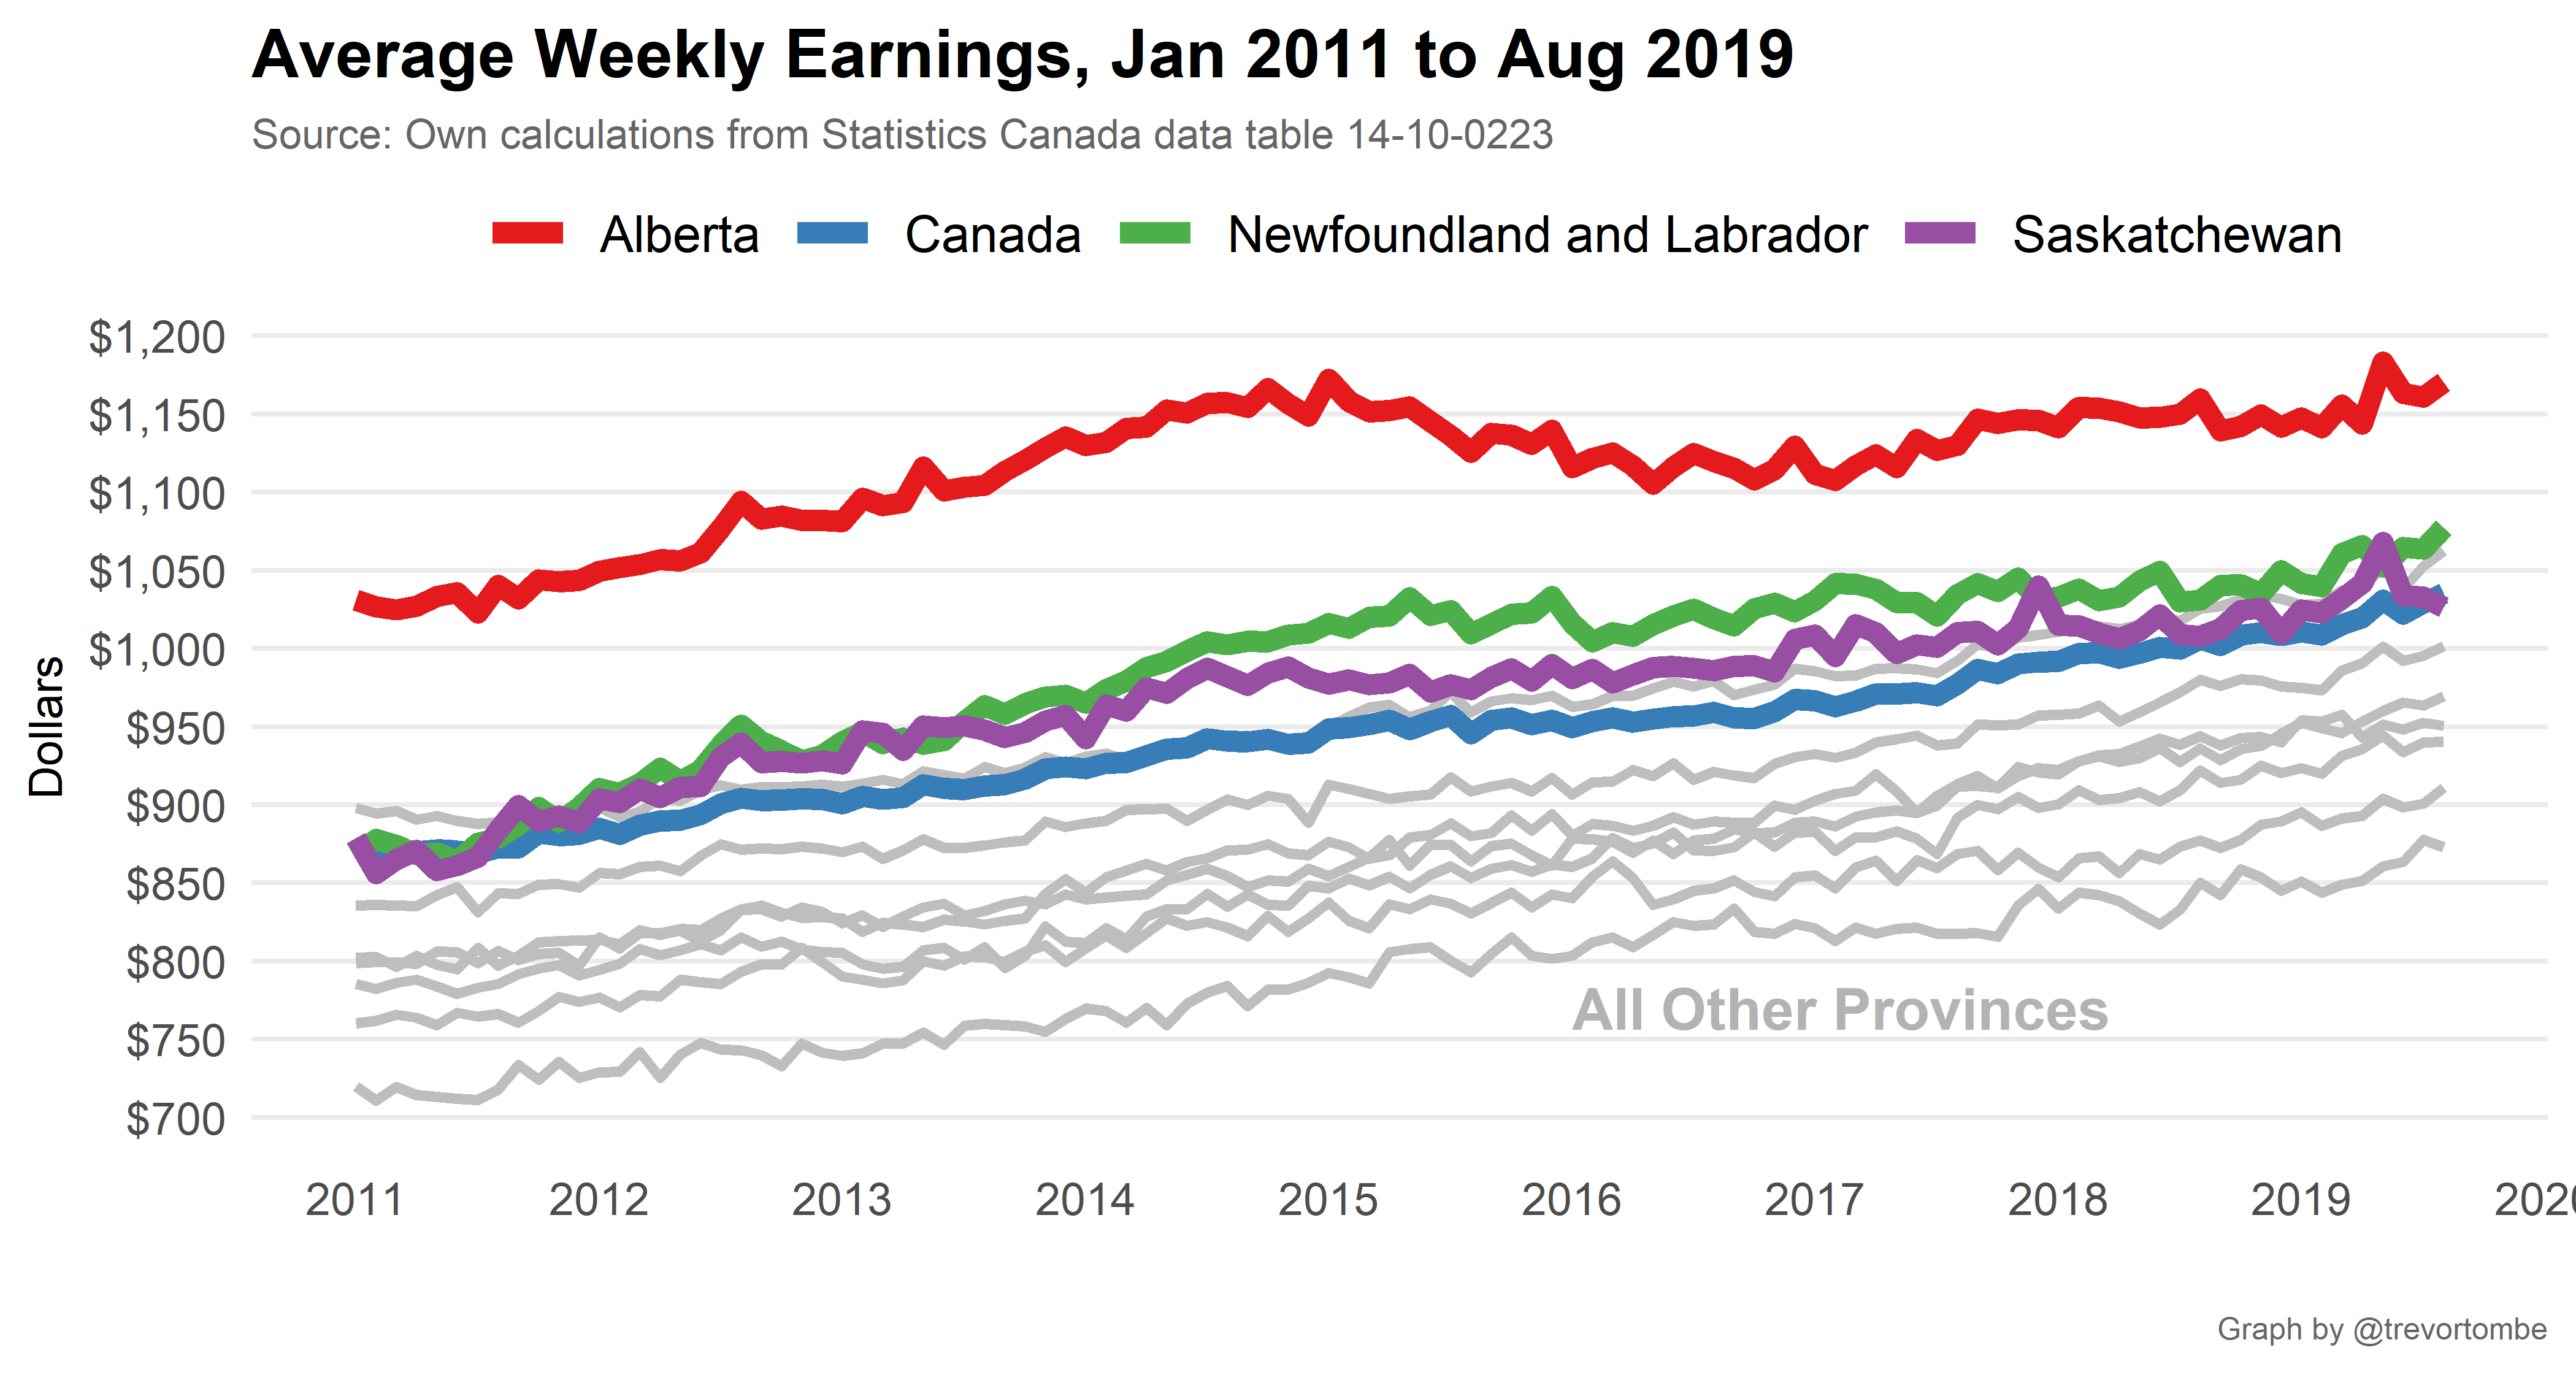 Average Weekly Earnings, Jan 2011 to Aug 2019
Source: Own calculations from Statistics Canada data table 14-10-0223
Alberta Canada Newfoundland and Labrador Saskatchewan
$1,200
$1,150
$1,100
$1,050
$1,000
$950
$900
$850
$800
$750
$700
Dollars
All Other Provinces
2011 2012 2013 2014 2015 2016 2017 2018 2019 202
Graph by @trevortombe